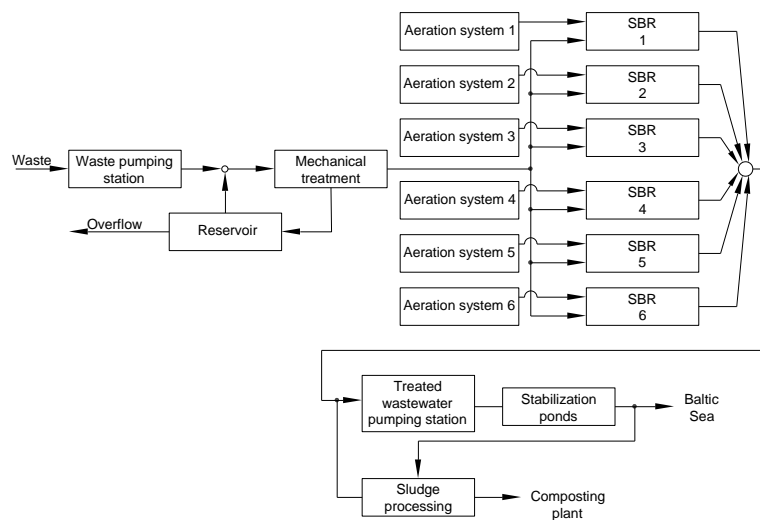 Aeration system 1
SBR
1
Aeration system 2
SBR
2
Aeration system 3
SBR
3
Waste
Waste pumping
station
Mechanical
treatment
Aeration system 4
SBR
4
Overflow
Reservoir
Aeration system 5
SBR
5
Aeration system 6
SBR
6
Treated
wastewater
pumping station
Stabilization
ponds
Baltic
Sea
Sludge
processing
Composting
plant